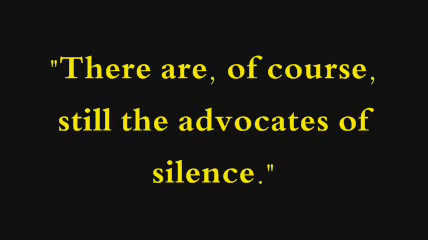 "There are, of course,
still the advocates of
silence."